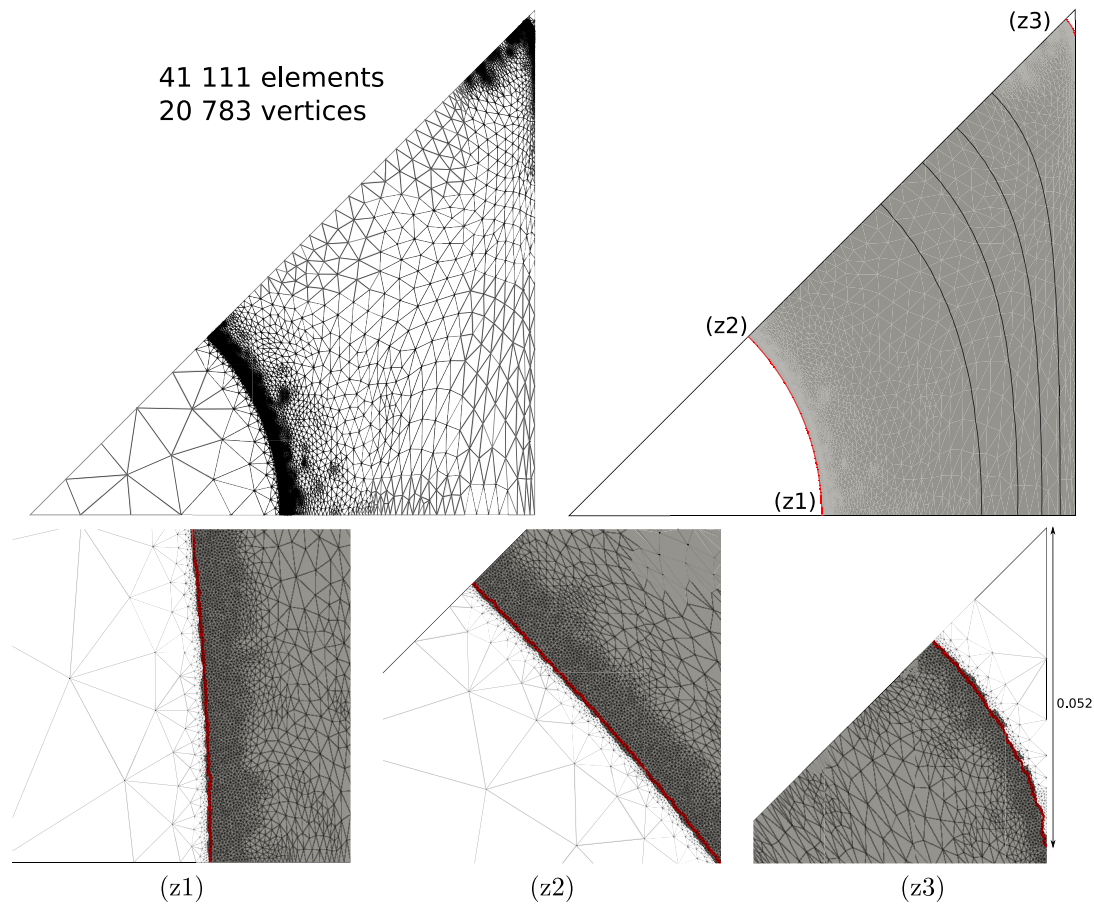 41 111 elements
20 783 vertices
(z3)
(z2)
(z1)
0.052
(z1)
(z2)
(z3)